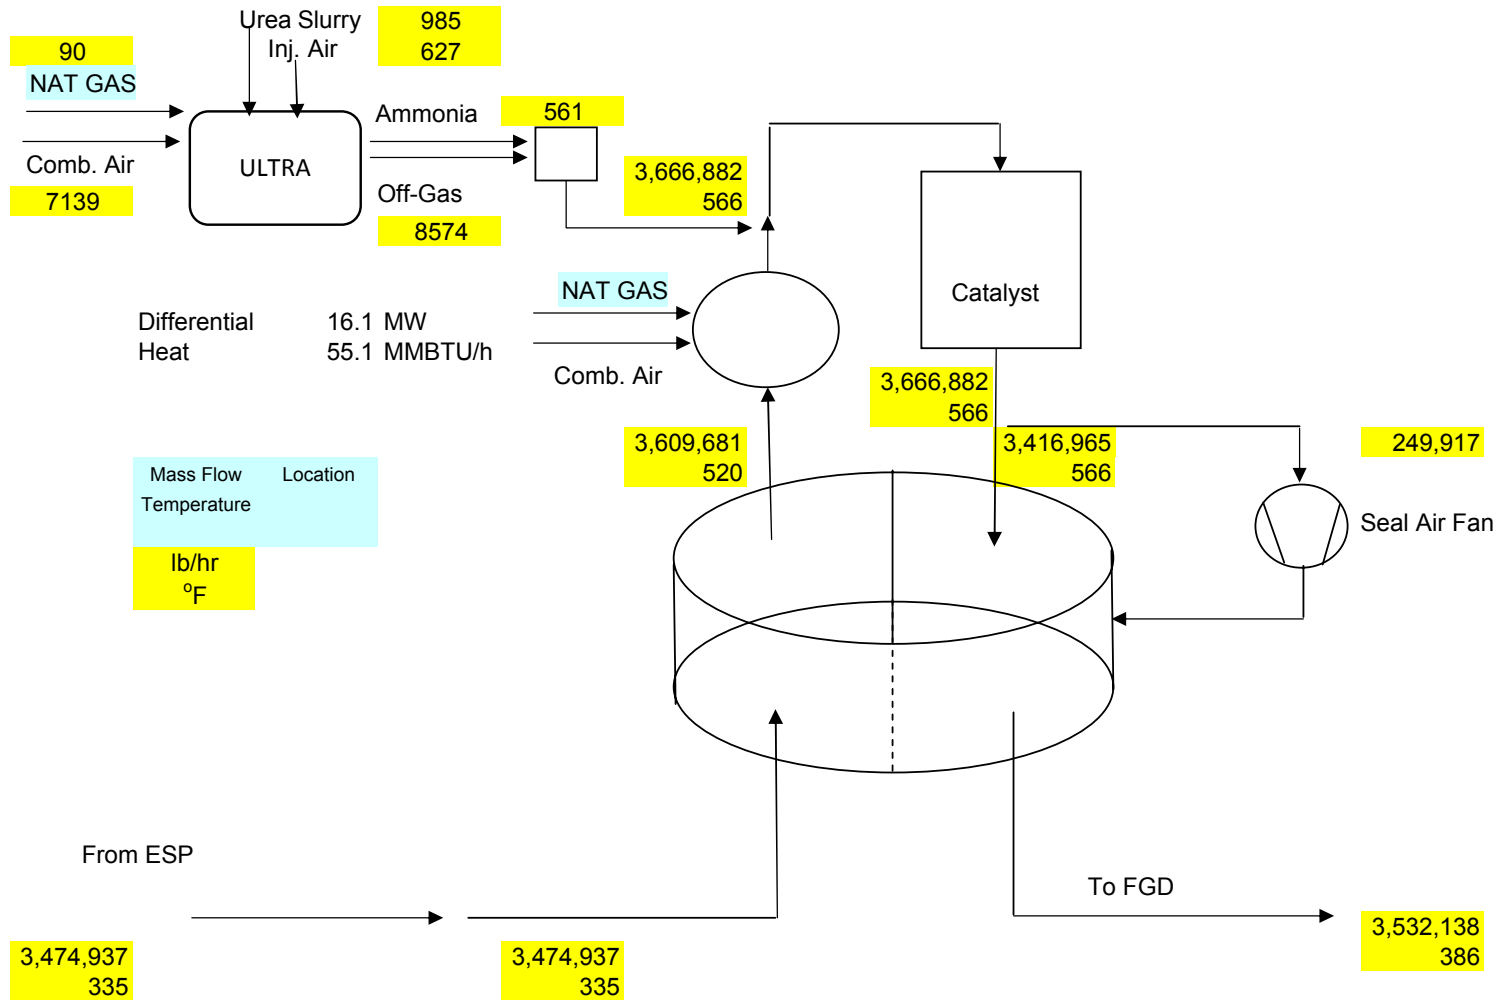 Urea Slurry 985
Inj. Air 627
90
NAT GAS
Ammonia 561
Comb. Air
7139
ULTRA
Off-Gas
8574
3,666,882
566
NAT GAS
Catalyst
Differential 16.1 MW
Heat 55.1 MMBTU/h
Comb. Air
3,666,882
566
3,609,681
520
3,416,965
566
249,917
Mass Flow Location
Temperature
lb/hr
°F
Seal Air Fan
From ESP
To FGD
3,474,937
335
3,474,937
335
3,532,138
386